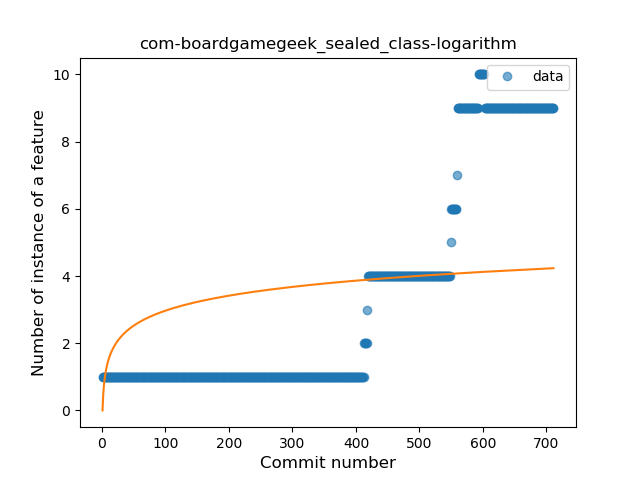 com-boardgamegeek_sealed_class-logarithm
data
Number of instance of a feature
10
8
6
4
2
0
0 100 200 300 400 500 600 700
Commit number